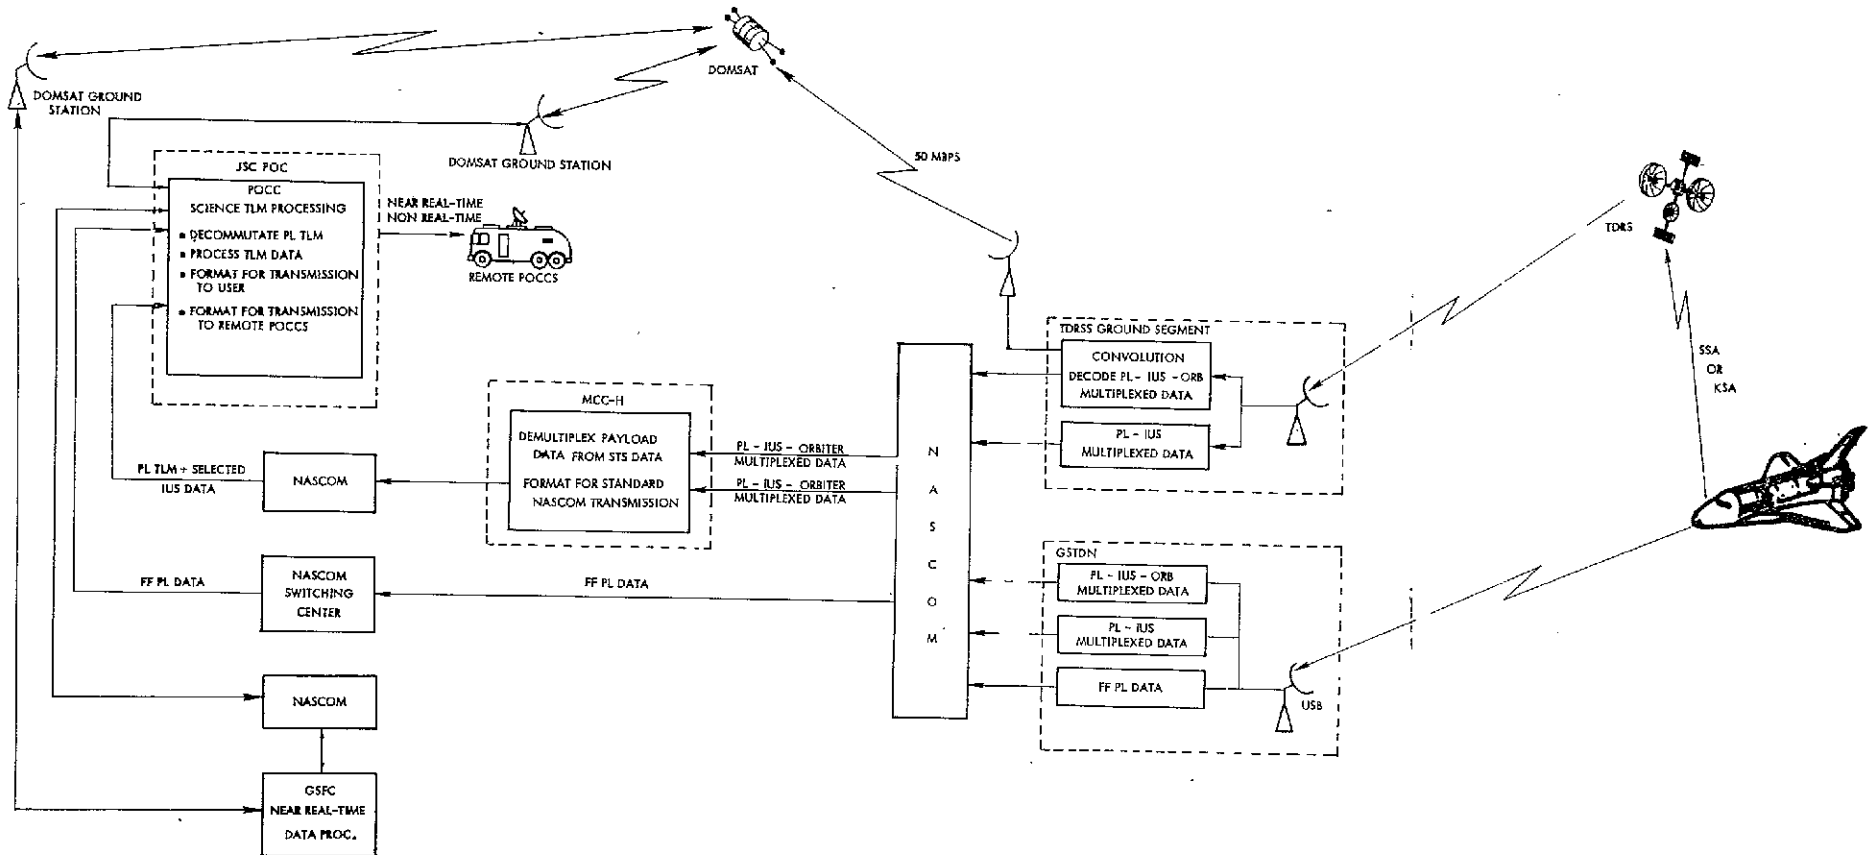 DOMSAT
DOMSAT GROUND
STATION
DOMSAT GROUND STATION
50 MBPS
TDRS
SSA
OR
KSA
JSC POC
POCC
SCIENCE TLM PROCESSING
• DECOMMUTATE PL TLM
• PROCESS TLM DATA
• FORMAT FOR TRANSMISSION
TO USER
• FORMAT FOR TRANSMISSION
TO REMOTE POCCS
NEAR REAL-TIME
NON REAL-TIME
REMOTE POCCS
TDRSS GROUND SEGMENT
CONVOLUTION
DECODE PL - IUS - ORB
MULTIPLEXED DATA
PL - IUS
MULTIPLEXED DATA
MCC-H
DEMULTIPLEX PAYLOAD
DATA FROM STS DATA
FORMAT FOR STANDARD
NASCOM TRANSMISSION
PL - IUS - ORBITER
MULTIPLEXED DATA
PL - IUS - ORBITER
MULTIPLEXED DATA
NASCOM
PL TLM + SELECTED
IUS DATA
NASCOM
GSTDN
PL - IUS - ORB
MULTIPLEXED DATA
PL - IUS
MULTIPLEXED DATA
FF PL DATA
USB
FF PL DATA
NASCOM
SWITCHING
CENTER
FF PL DATA
NASCOM
GSFC
NEAR REAL-TIME
DATA PROC.